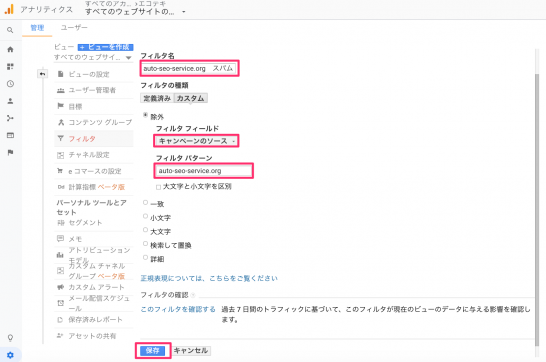 アナリティクス
すべてのアカ... >エコテキ
すべてのウェブサイトの...
管理 ユーザー
ビュー + ビューを作成
すべてのウェブサイ...
ビューの設定
ユーザー管理者
目標
コンテンツ グループ
フィルタ
チャネル設定
e コマースの設定
Dd 計算指標 ベータ版
パーソナル ツールとア
セット
セグメント
メモ
アトリビューション
モデル
カスタム チャネル
グループ ベータ版
カスタム アラート
メール配信スケジュ
ール
保存済みレポート
アセットの共有
フィルタ名
auto-seo-service.org スパム
フィルタの種類
定義済み カスタム
除外
フィルタ フィールド
キャンペーンのソース
フィルタ パターン
auto-seo-service.org
大文字と小文字を区別
一致
小文字
大文字
検索して置換
詳細
正規表現については、こちらをご覧ください
フィルタの確認
このフィルタを確認する 過去 7 日間のトラフィックに基づいて、このフィルタが現在のビューのデータに与える影響を確認し
ます。
保存 キャンセル